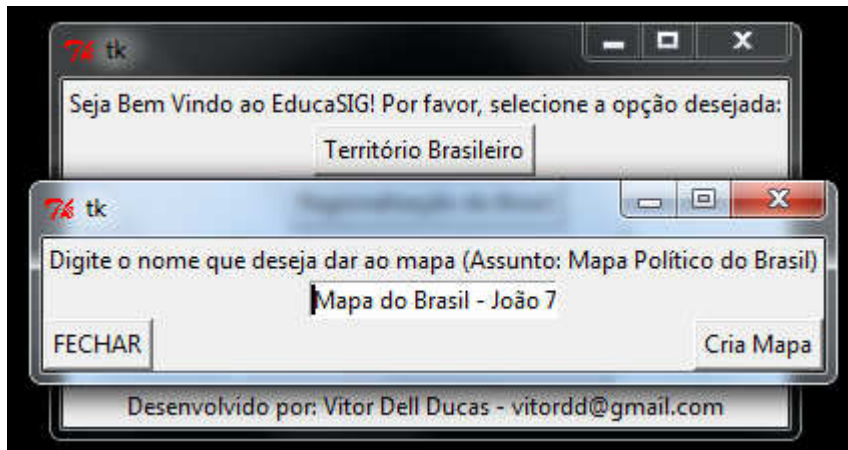 tk
Seja Bem Vindo ao EducaSIG! Por favor, selecione a opção desejada:
Território Brasileiro
tk
Digite o nome que deseja dar ao mapa (Assunto: Mapa Político do Brasil)
Mapa do Brasil - João 7
FECHAR
Cria Mapa
Desenvolvido por: Vitor Dell Ducas - vitordd@gmail.com